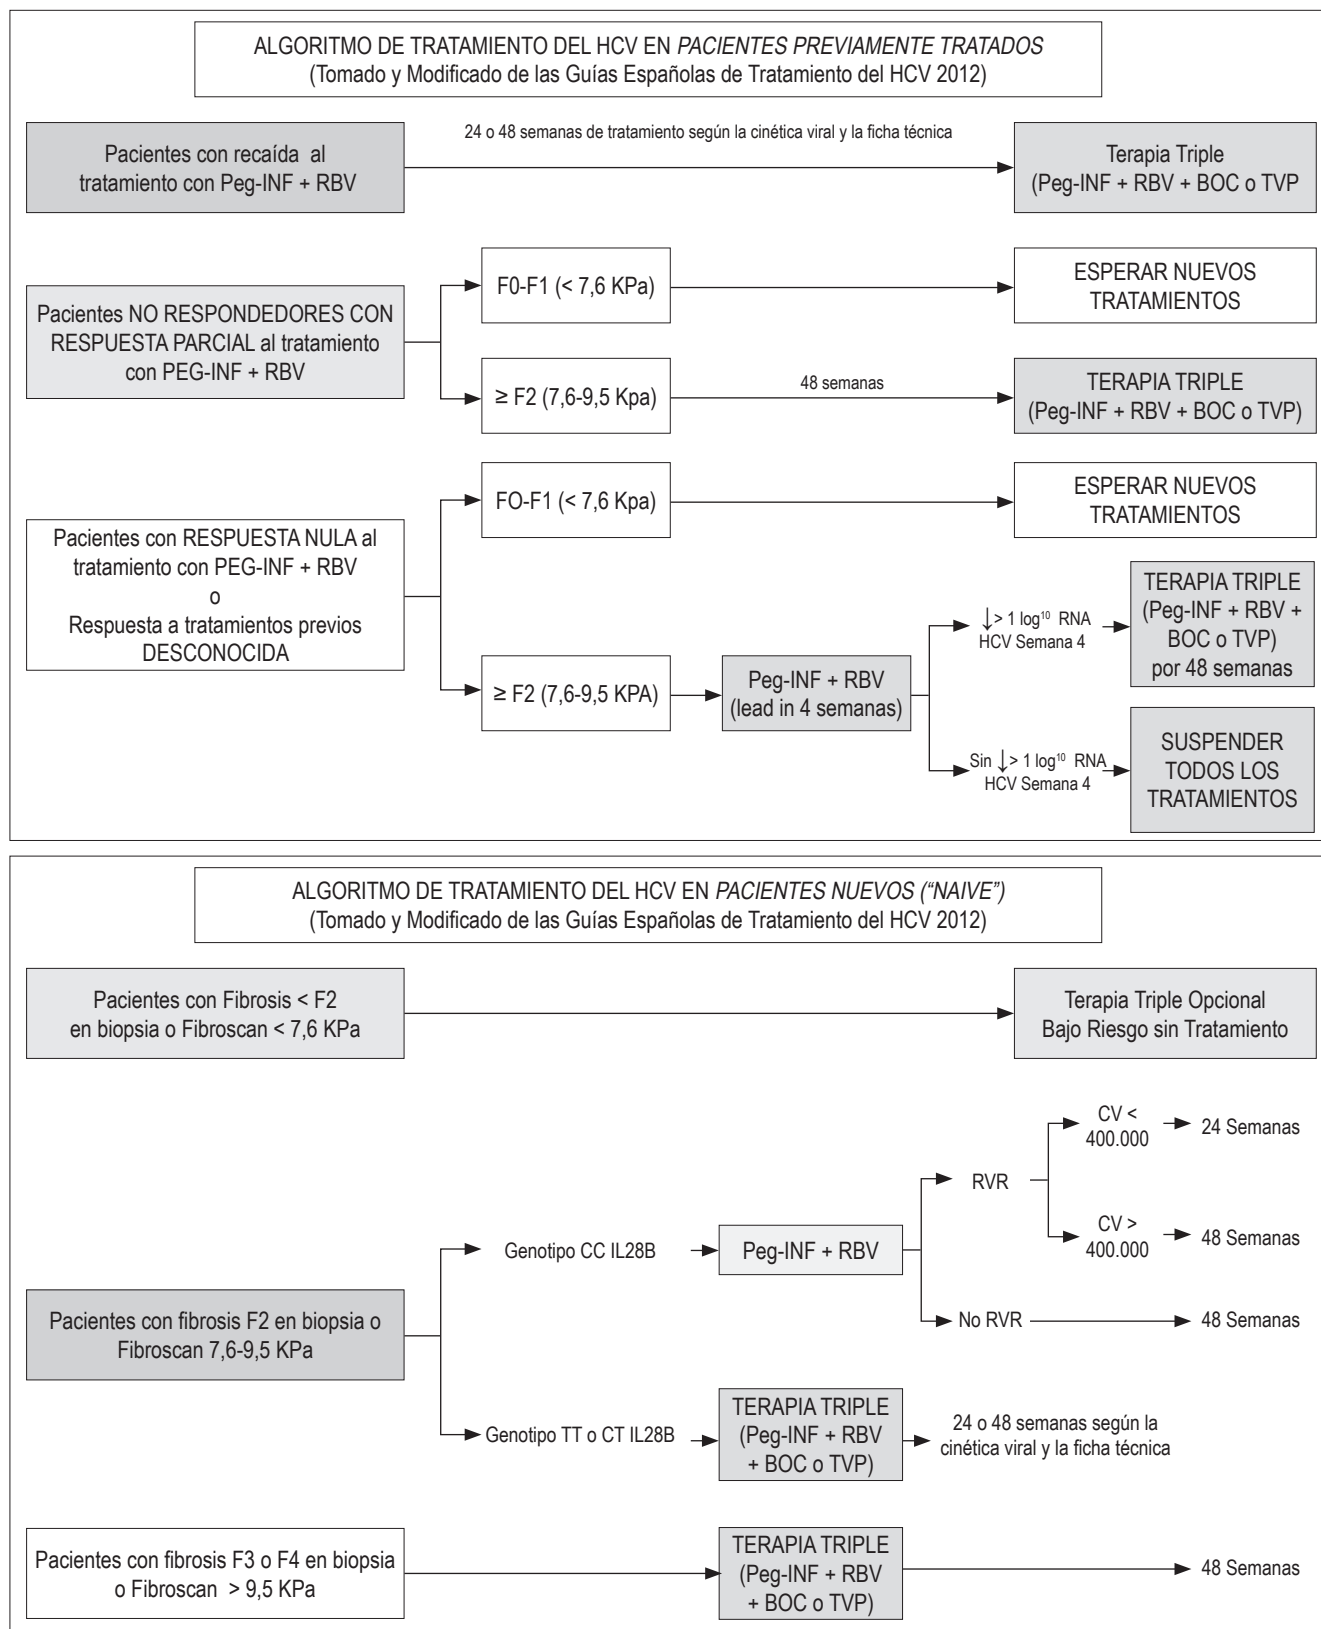 ALGORITMO DE TRATAMIENTO DEL HCV EN PACIENTES PREVIAMENTE TRATADOS
(Tomado y Modificado de las Guías Españolas de Tratamiento del HCV 2012)
Pacientes con recaída al
tratamiento con Peg-INF + RBV
24 o 48 semanas de tratamiento según la cinética viral y la ficha técnica
Terapia Triple
(Peg-INF + RBV + BOC o TVP
Pacientes NO RESPONDEDORES CON
RESPUESTA PARCIAL al tratamiento
con PEG-INF + RBV
F0-F1 (< 7,6 KPa)
ESPERAR NUEVOS
TRATAMIENTOS
≥ F2 (7,6-9,5 Kpa)
48 semanas
TERAPIA TRIPLE
(Peg-INF + RBV + BOC o TVP)
Pacientes con RESPUESTA NULA al
tratamiento con PEG-INF + RBV
o
Respuesta a tratamientos previos
DESCONOCIDA
FO-F1 (< 7,6 Kpa)
ESPERAR NUEVOS
TRATAMIENTOS
≥ F2 (7,6-9,5 KPA)
Peg-INF + RBV
(lead in 4 semanas)
↓> 1 log¹⁰ RNA
HCV Semana 4
TERAPIA TRIPLE
(Peg-INF + RBV +
BOC o TVP)
por 48 semanas
Sin ↓> 1 log¹⁰ RNA
HCV Semana 4
SUSPENDER
TODOS LOS
TRATAMIENTOS
ALGORITMO DE TRATAMIENTO DEL HCV EN PACIENTES NUEVOS (“NAIVE”)
(Tomado y Modificado de las Guías Españolas de Tratamiento del HCV 2012)
Pacientes con Fibrosis < F2
en biopsia o Fibroscan < 7,6 KPa
Terapia Triple Opcional
Bajo Riesgo sin Tratamiento
Pacientes con fibrosis F2 en biopsia o
Fibroscan 7,6-9,5 KPa
Genotipo CC IL28B
Peg-INF + RBV
RVR
CV <
400.000
24 Semanas
CV >
400.000
48 Semanas
No RVR
48 Semanas
Genotipo TT o CT IL28B
TERAPIA TRIPLE
(Peg-INF + RBV
+ BOC o TVP)
24 o 48 semanas según la
cinética viral y la ficha técnica
Pacientes con fibrosis F3 o F4 en biopsia
o Fibroscan > 9,5 KPa
TERAPIA TRIPLE
(Peg-INF + RBV
+ BOC o TVP)
48 Semanas